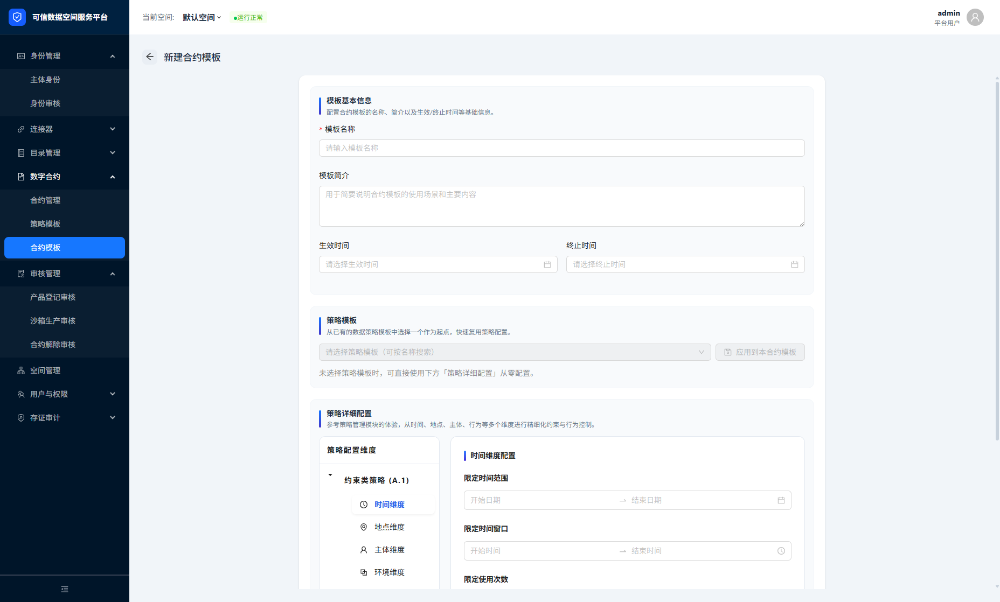 可信数据空间服务平台
当前空间:
默认空间
运行正常
admin
平台用户
身份管理
主体身份
身份审核
连接器
目录管理
数字合约
合约管理
策略模板
合约模板
审核管理
产品登记审核
沙箱生产审核
合约解除审核
空间管理
用户与权限
存证审计
新建合约模板
模板基本信息
配置合约模板的名称、简介以及生效/终止时间等基础信息。
* 模板名称
请输入模板名称
模板简介
用于简要说明合约模板的使用场景和主要内容
生效时间
终止时间
请选择生效时间
请选择终止时间
策略模板
从已有的数据策略模板中选择一个作为起点，快速复用策略配置。
请选择策略模板（可按名称搜索）
应用到本合约模板
未选择策略模板时，可直接使用下方「策略详细配置」从零配置。
策略详细配置
参考策略管理模块的体验，从时间、地点、主体、行为等多个维度进行精细化约束与行为控制。
策略配置维度
约束类策略 (A.1)
时间维度
地点维度
主体维度
环境维度
时间维度配置
限定时间范围
开始日期
结束日期
限定时间窗口
开始时间
结束时间
限定使用次数